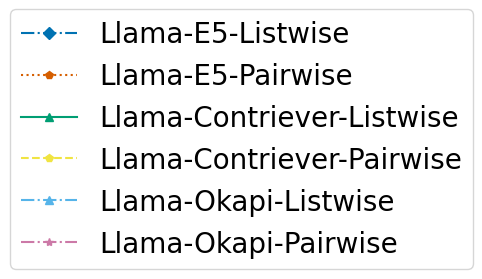 Llama-E5-Listwise
Llama-E5-Pairwise
Llama-Contriever-Listwise
Llama-Contriever-Pairwise
Llama-Okapi-Listwise
Llama-Okapi-Pairwise